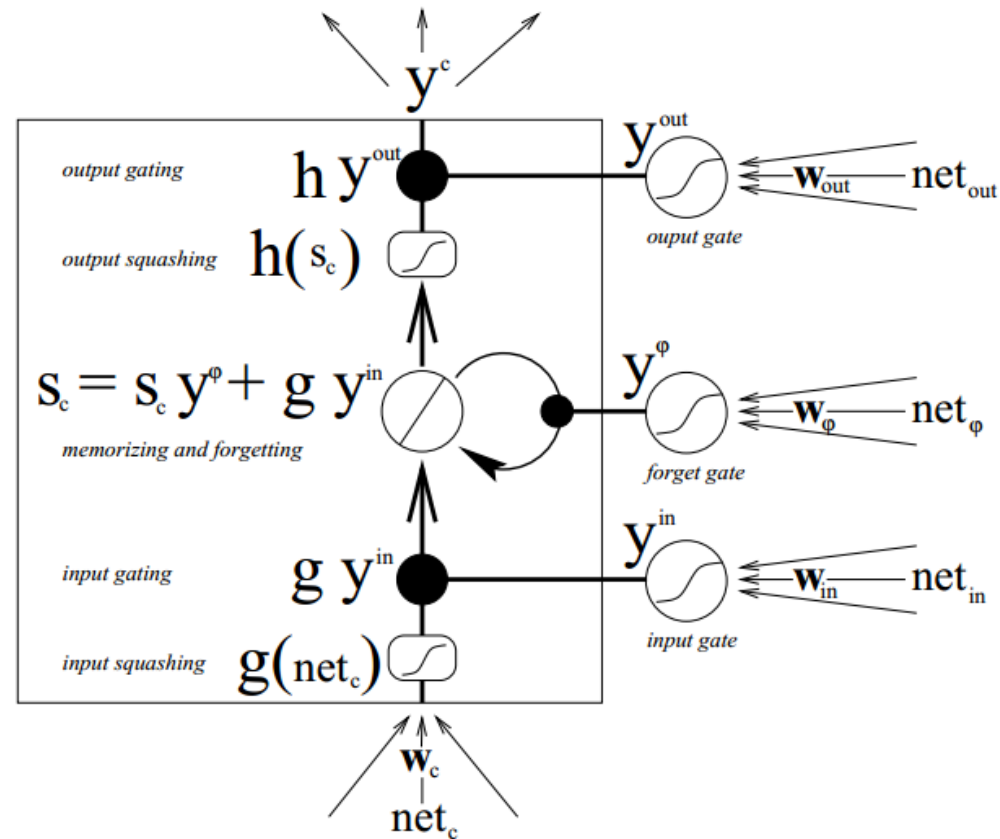 y^c
y^out
output gating
h y^out
w_out
net_out
ouput gate
output squashing
h(s_c)
y^φ
s_c = s_c y^φ + g y^in
w_φ
net_φ
memorizing and forgetting
forget gate
y^in
input gating
g y^in
w_in
net_in
input gate
input squashing
g(net_c)
w_c
net_c